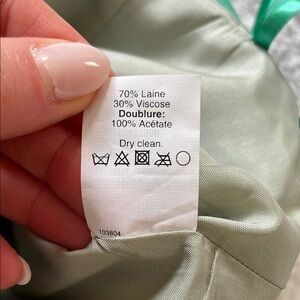 70% Laine
30% Viscose
Doublure:
100% Acétate
Dry clean.
103804